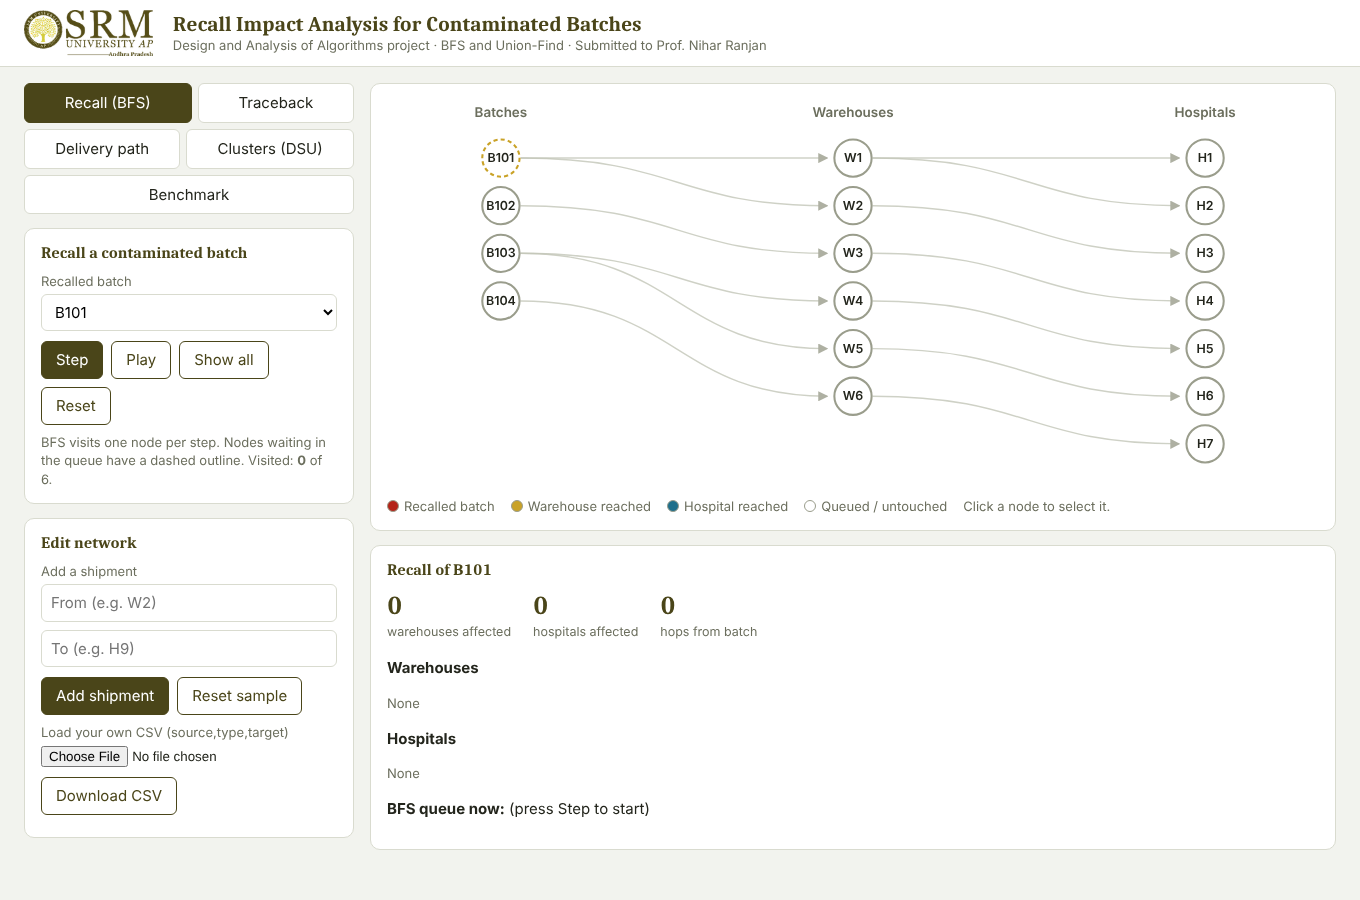 SRM
UNIVERSITY AP
Andhra Pradesh
Recall Impact Analysis for Contaminated Batches
Design and Analysis of Algorithms project · BFS and Union-Find · Submitted to Prof. Nihar Ranjan
Recall (BFS)
Traceback
Delivery path
Clusters (DSU)
Benchmark
Recall a contaminated batch
Recalled batch
B101
Step
Play
Show all
Reset
BFS visits one node per step. Nodes waiting in
the queue have a dashed outline. Visited: 0 of
6.
Edit network
Add a shipment
From (e.g. W2)
To (e.g. H9)
Add shipment
Reset sample
Load your own CSV (source,type,target)
Choose File No file chosen
Download CSV
Batches
Warehouses
Hospitals
B101
W1
H1
B102
W2
H2
B103
W3
H3
B104
W4
H4
W5
H5
W6
H6
H7
Recalled batch
Warehouse reached
Hospital reached
Queued / untouched
Click a node to select it.
Recall of B101
0
warehouses affected
0
hospitals affected
0
hops from batch
Warehouses
None
Hospitals
None
BFS queue now: (press Step to start)